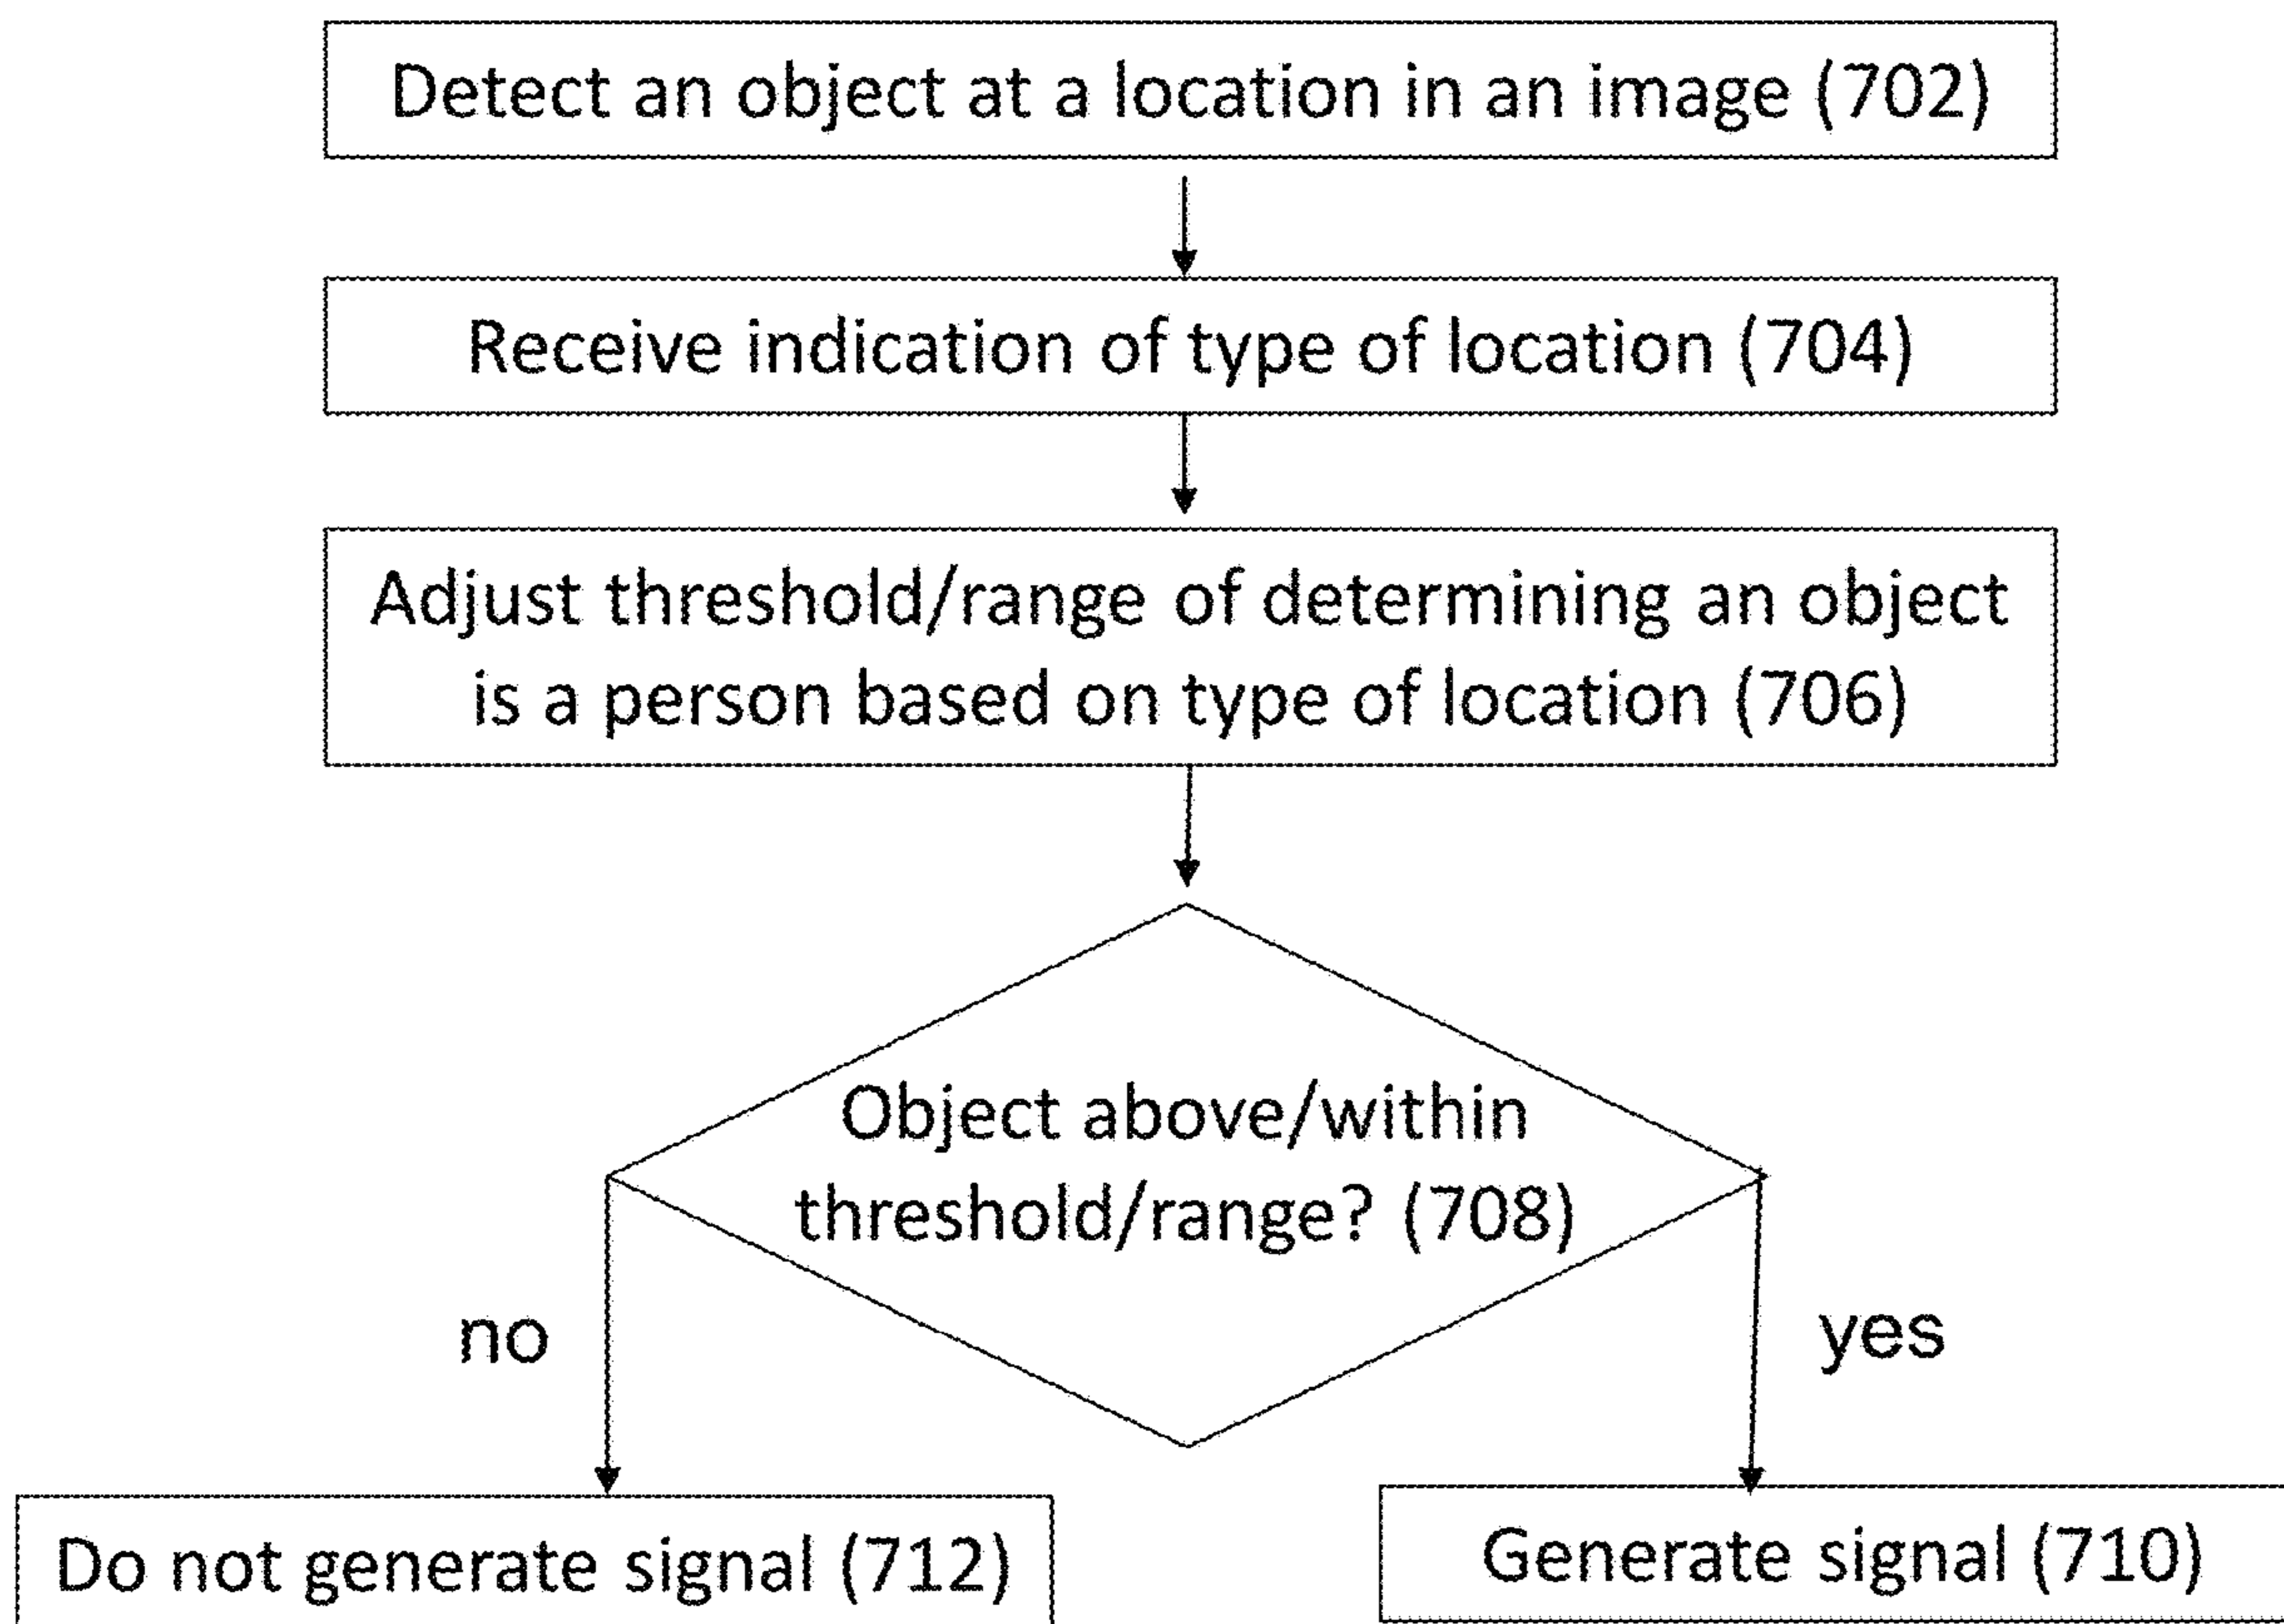 Detect an object at a location in an image (702)
Receive indication of type of location (704)
Adjust threshold/range of determining an object
is a person based on type of location (706)
Object above/within
threshold/range? (708)
no
yes
Do not generate signal (712)
Generate signal (710)